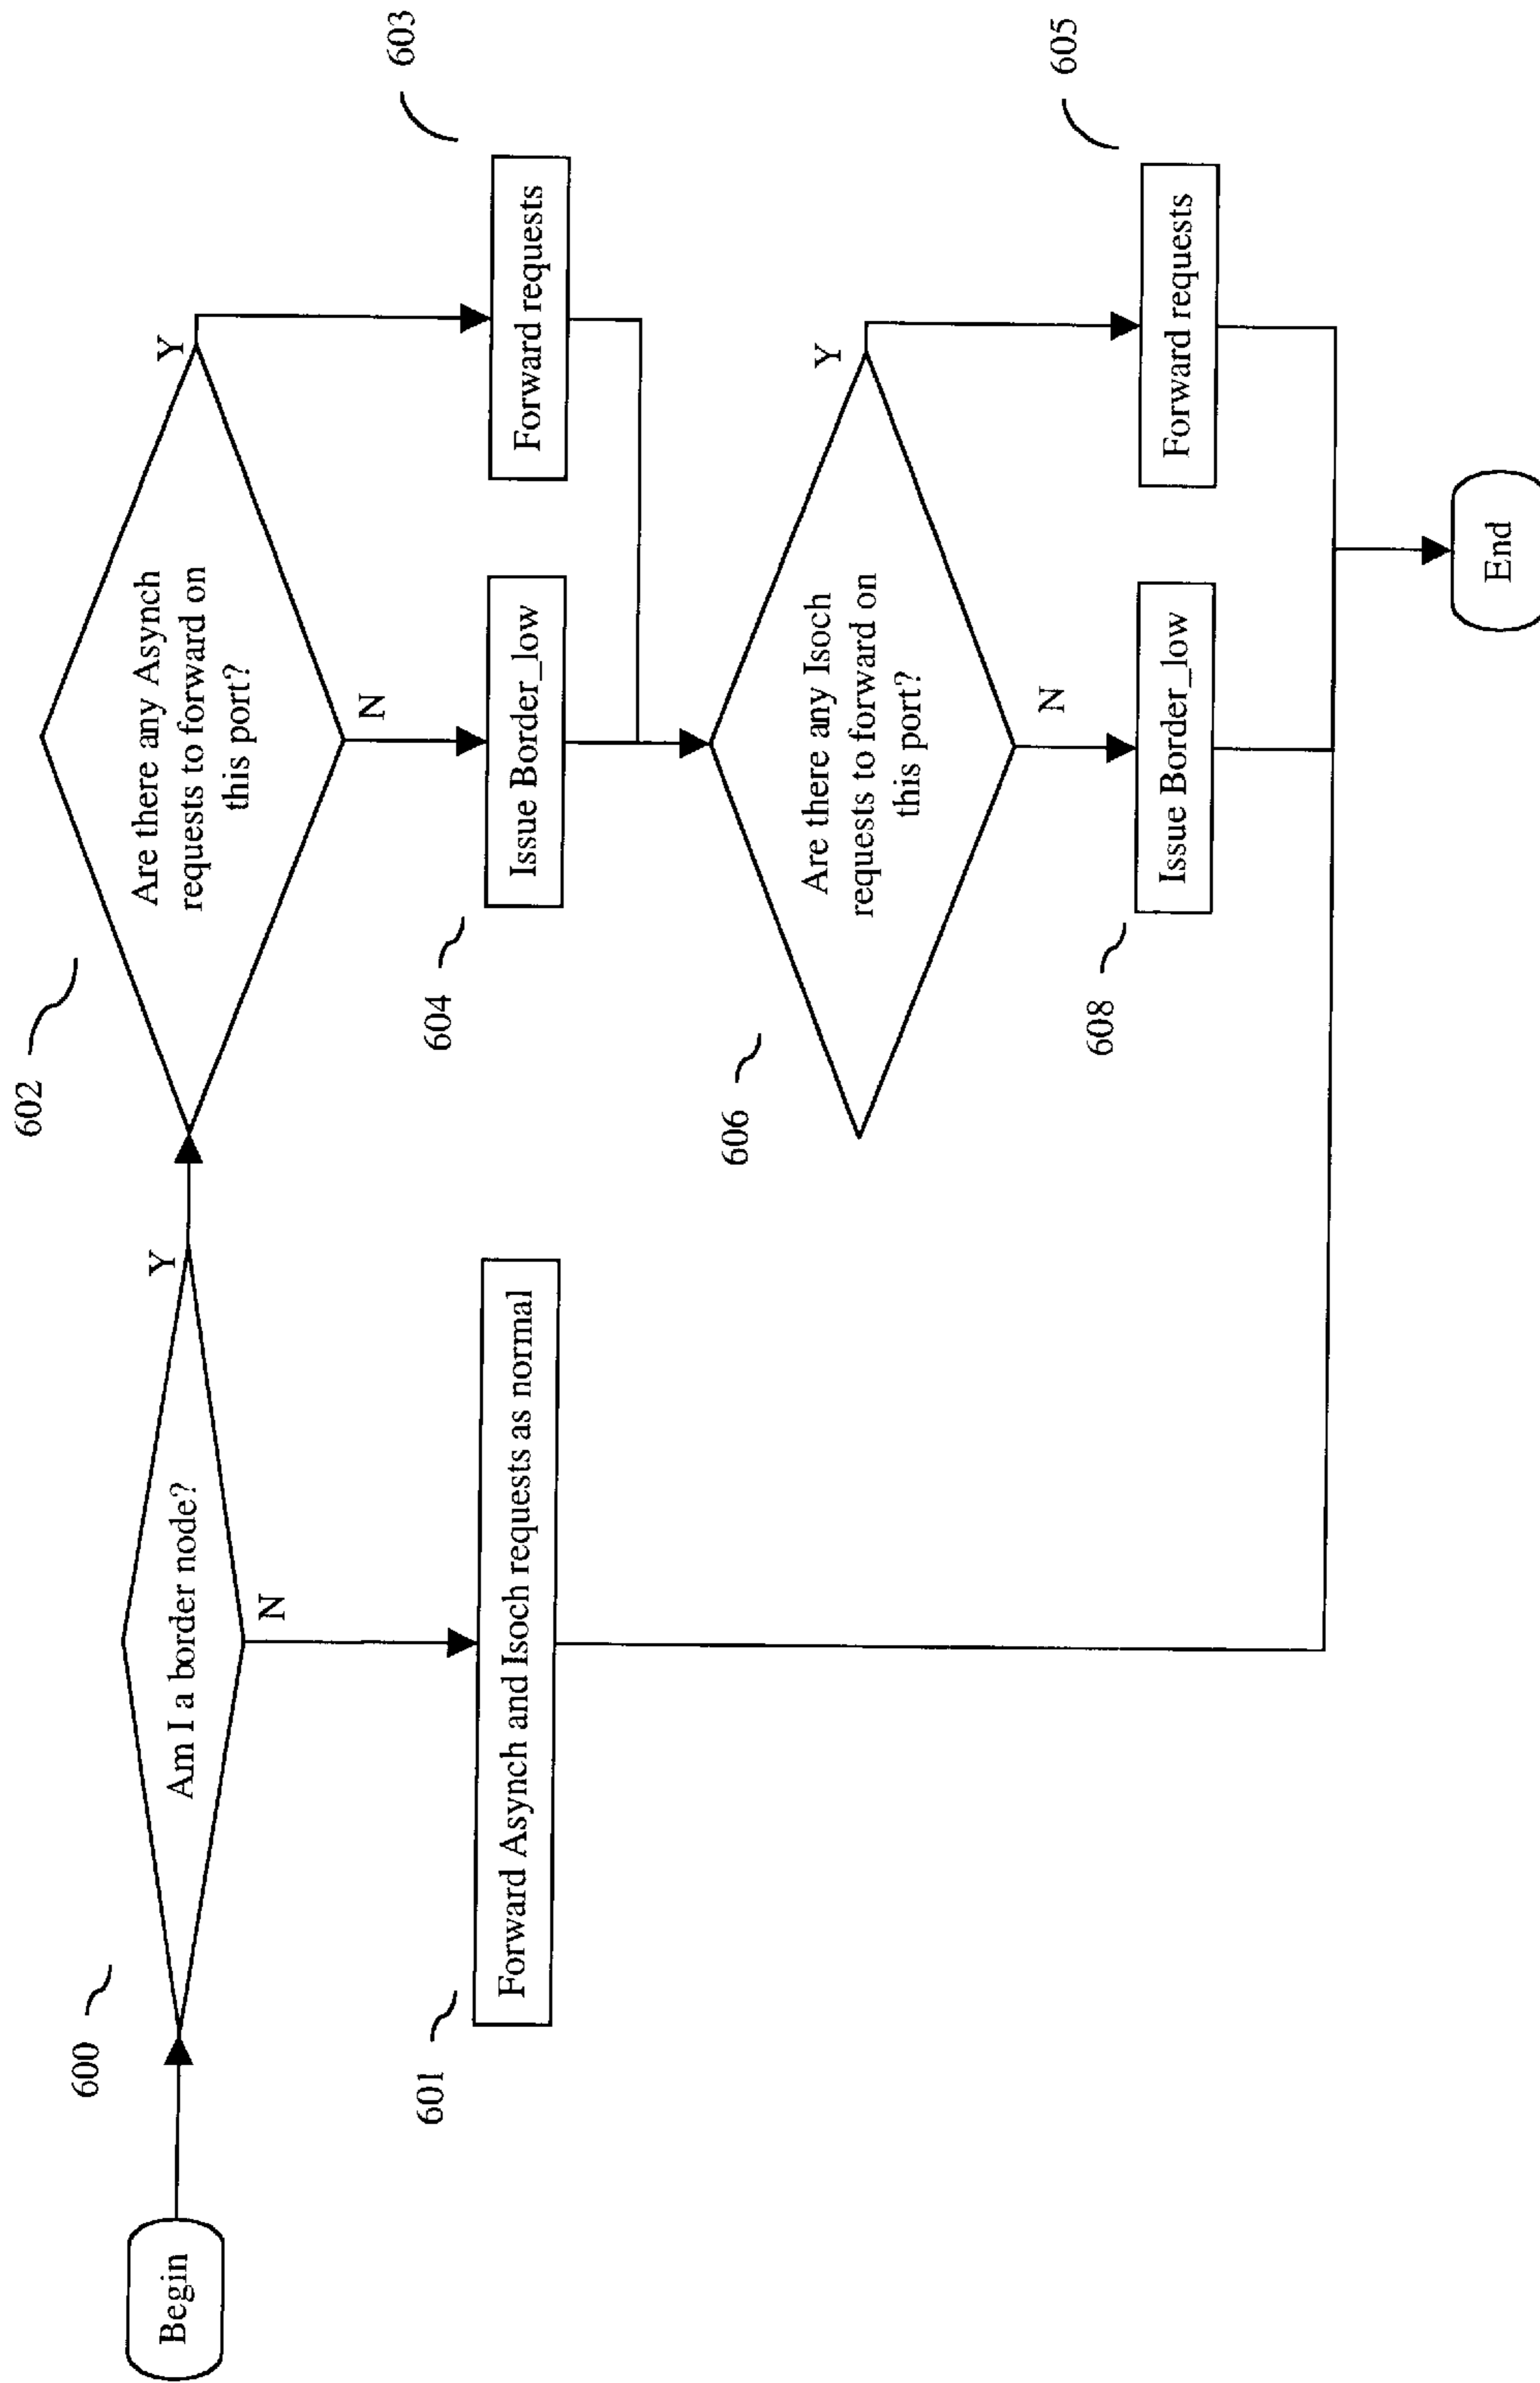 Begin
600
Am I a border node?
Y
N
601
Forward Asynch and Isoch requests as normal
602
Are there any Asynch
requests to forward on
this port?
Y
N
603
Forward requests
604
Issue Border_low
606
Are there any Isoch
requests to forward on
this port?
Y
N
605
Forward requests
608
Issue Border_low
End